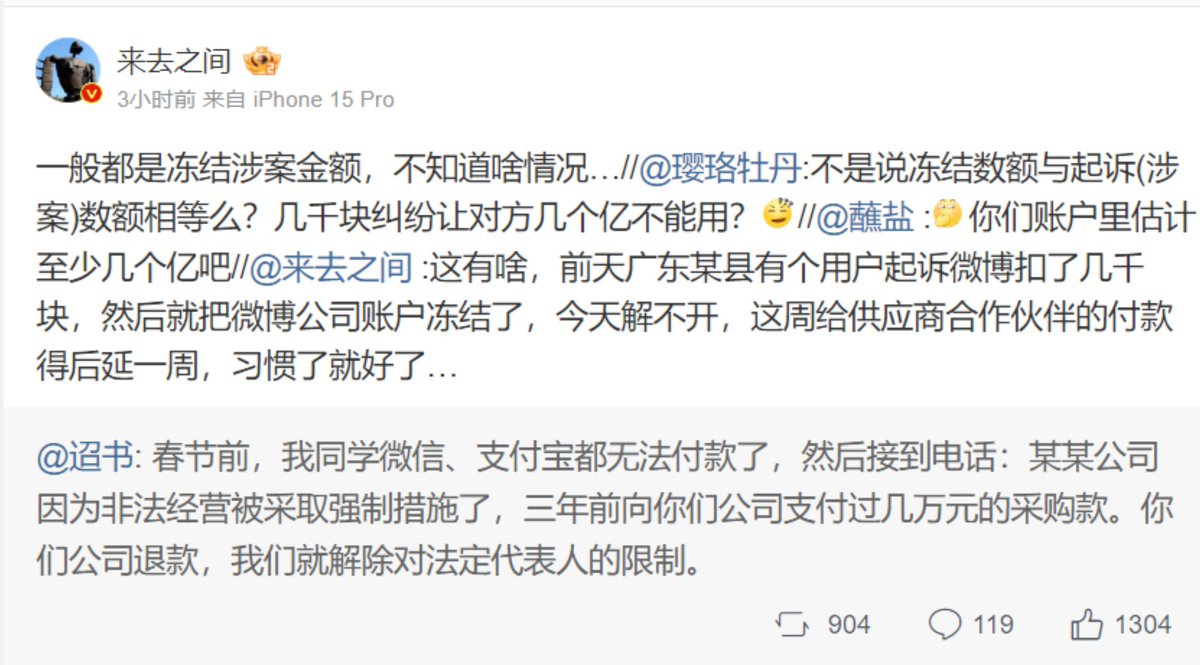 来去之间
3小时前 来自 iPhone 15 Pro
一般都是冻结涉案金额，不知道啥情况...//@璎珞牡丹:不是说冻结数额与起诉(涉
案)数额相等么？几千块纠纷让对方几个亿不能用？//@蘸盐 :你们账户里估计
至少几个亿吧//@来去之间 :这有啥，前天广东某县有个用户起诉微博扣了几千
块，然后就把微博公司账户冻结了，今天解不开，这周给供应商合作伙伴的付款
得后延一周，习惯了就好了...
@迢书: 春节前，我同学微信、支付宝都无法付款了，然后接到电话：某某公司
因为非法经营被采取强制措施了，三年前向你们公司支付过几万元的采购款。你
们公司退款，我们就解除对法定代表人的限制。
904 119 1304